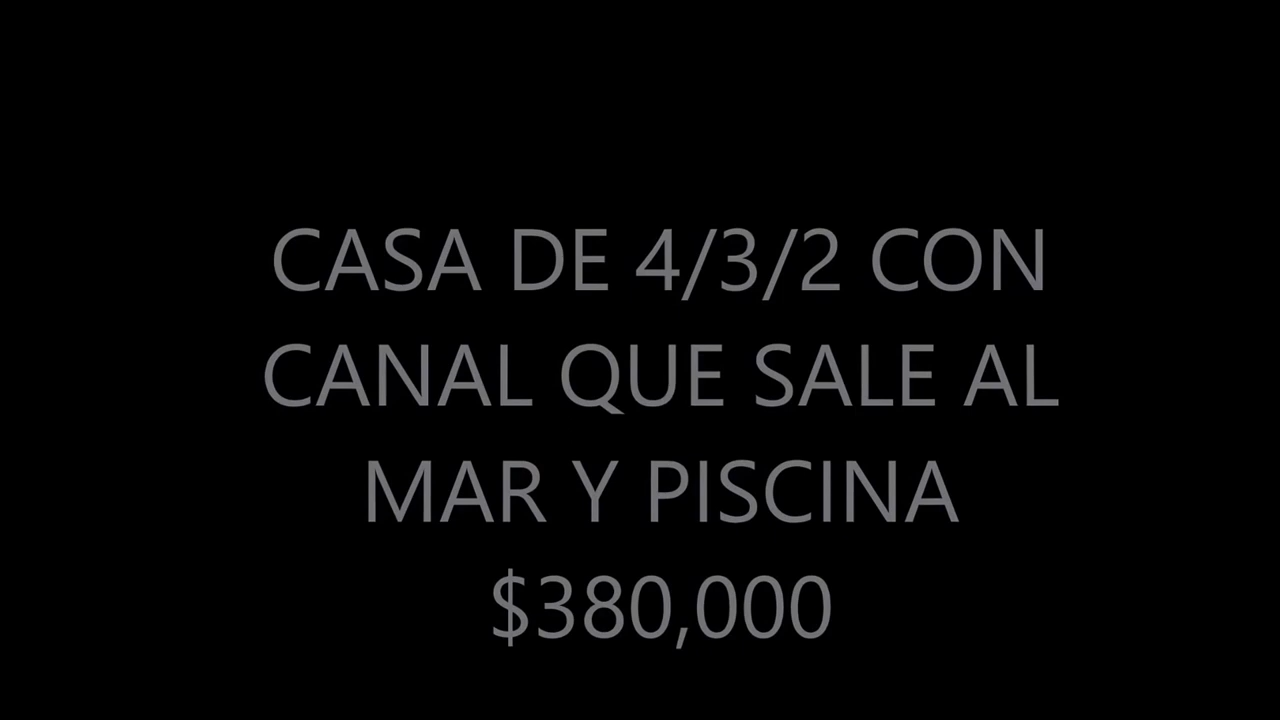 CASA DE 4/3/2 CON
CANAL QUE SALE AL
MAR Y PISCINA
$380,000